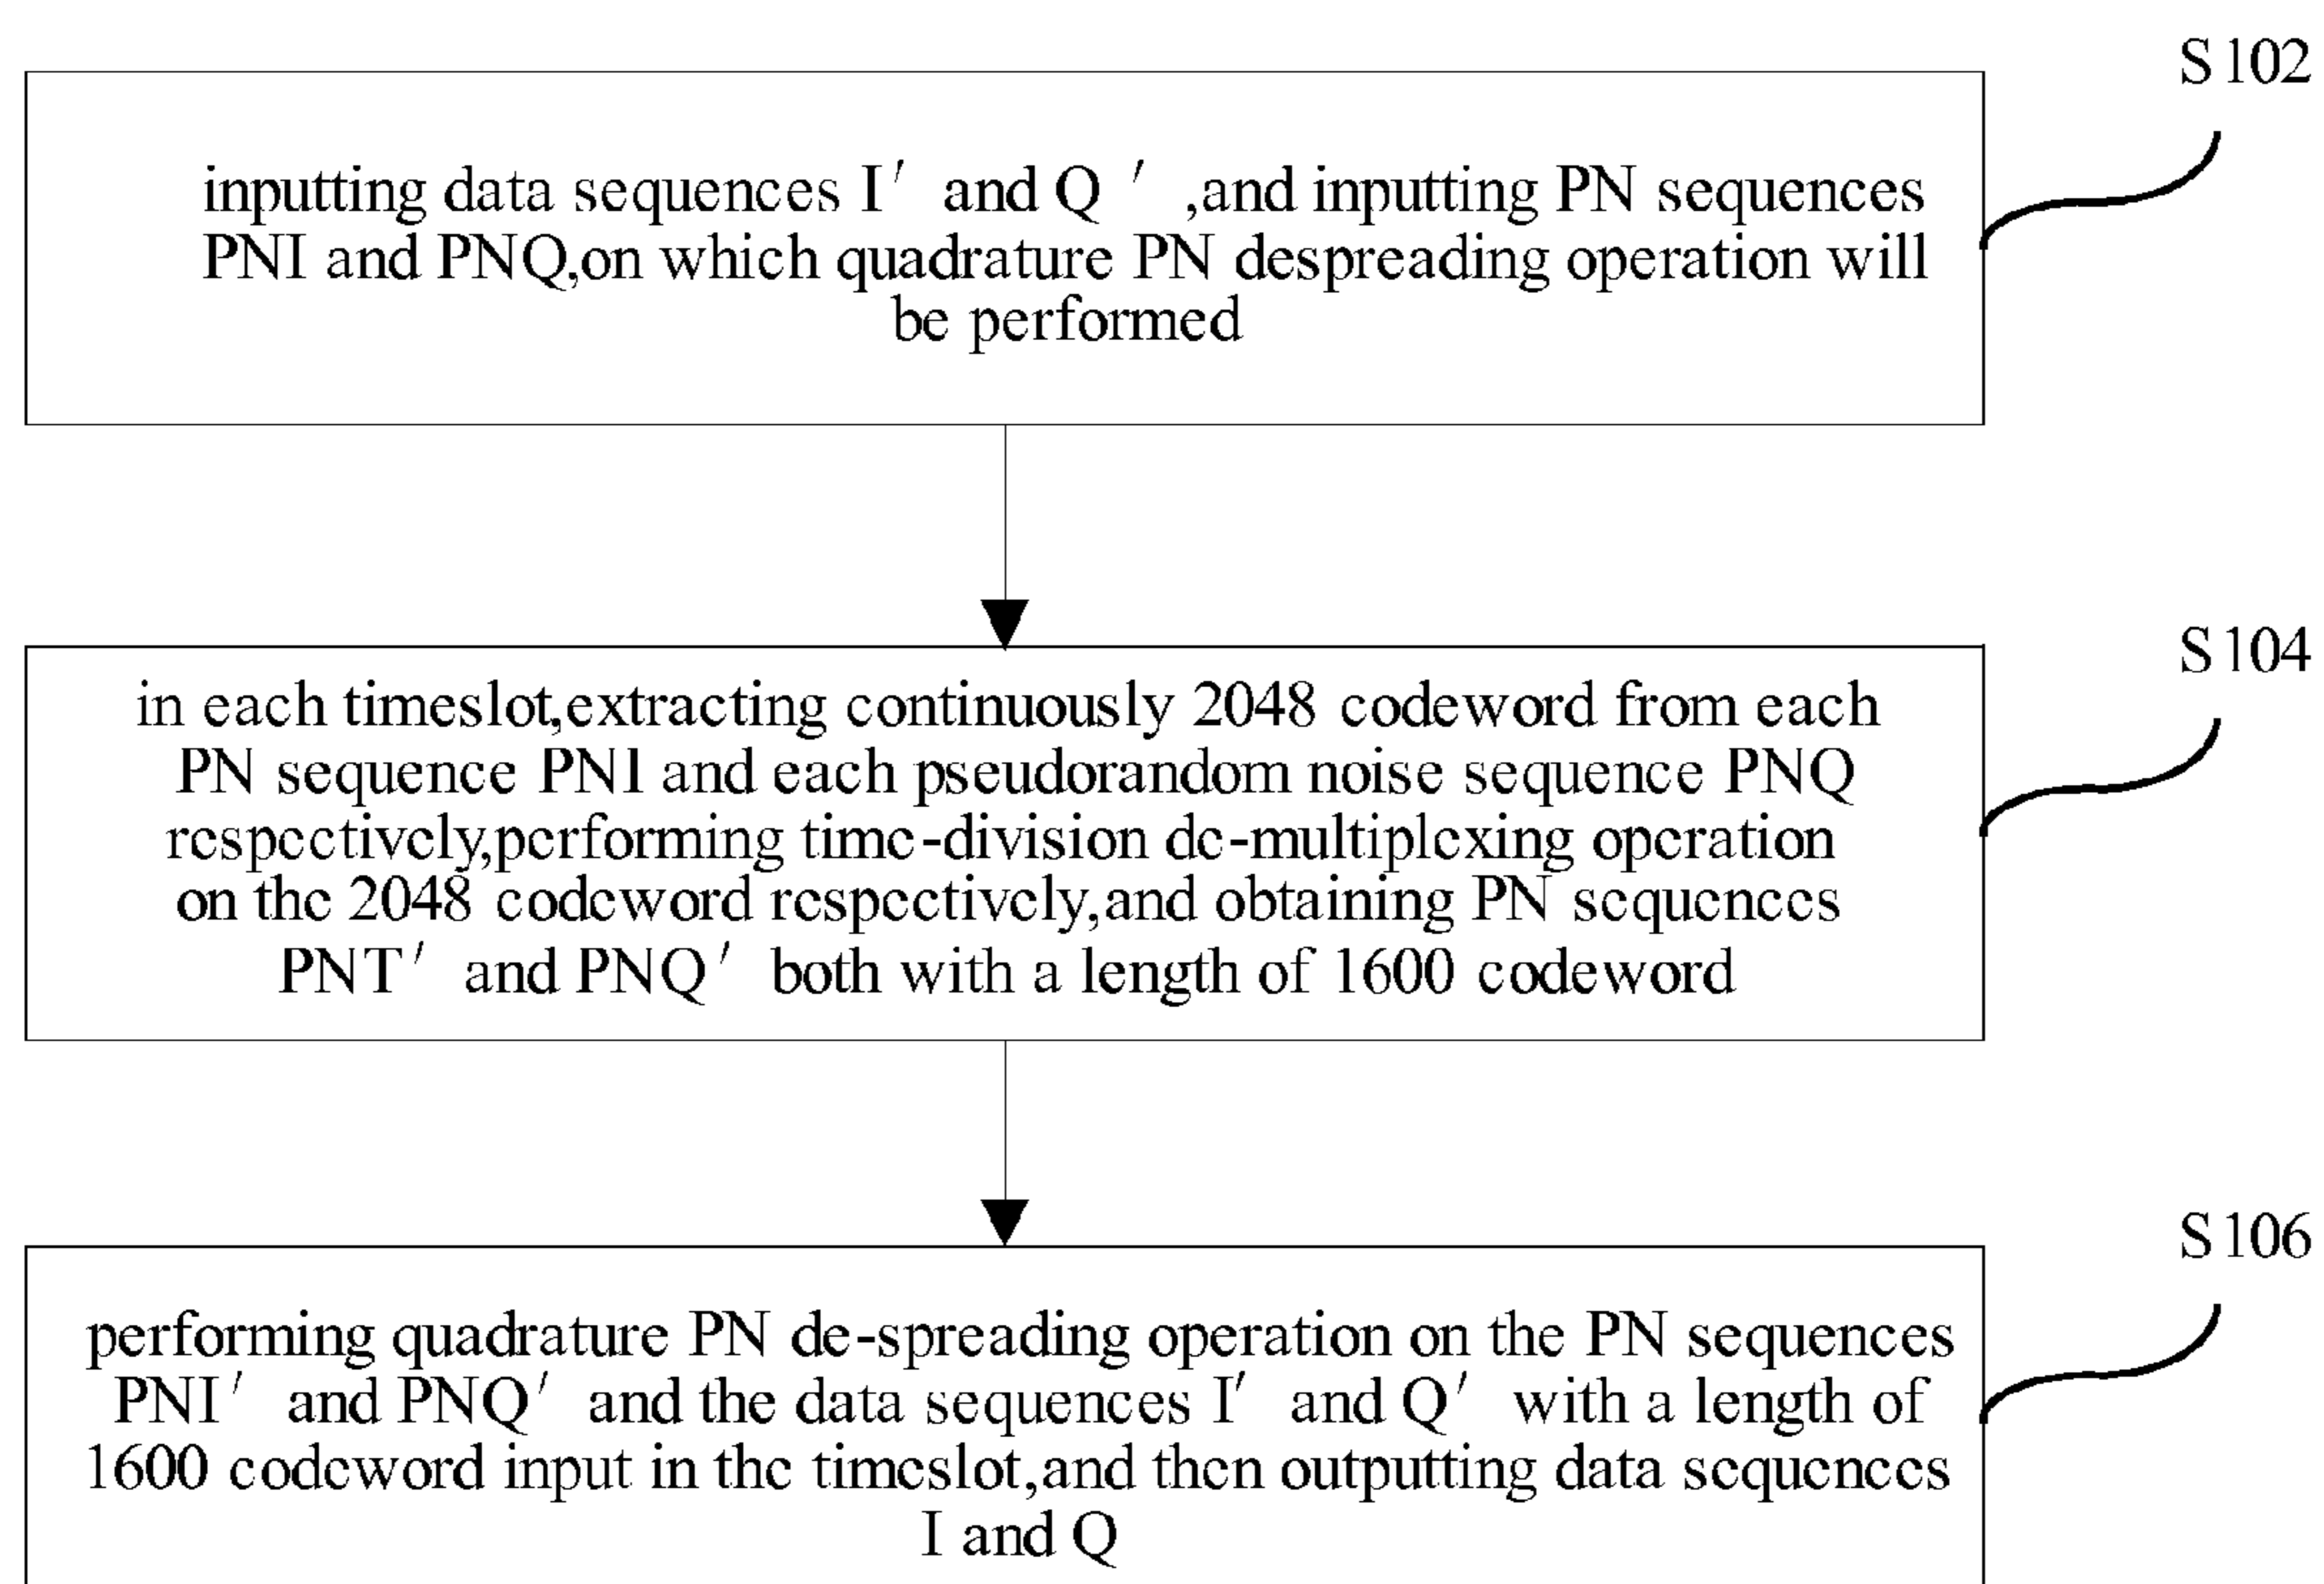 S102
inputting data sequences I′ and Q ′ ,and inputting PN sequences
PNI and PNQ,on which quadrature PN despreading operation will
be performed
S104
in each timeslot,extracting continuously 2048 codeword from each
PN sequence PNI and each pseudorandom noise sequence PNQ
respectively,performing time-division de-multiplexing operation
on the 2048 codeword respectively,and obtaining PN sequences
PNT′ and PNQ′ both with a length of 1600 codeword
S106
performing quadrature PN de-spreading operation on the PN sequences
PNI′ and PNQ′ and the data sequences I′ and Q′ with a length of
1600 codeword input in the timeslot,and then outputting data sequences
I and Q